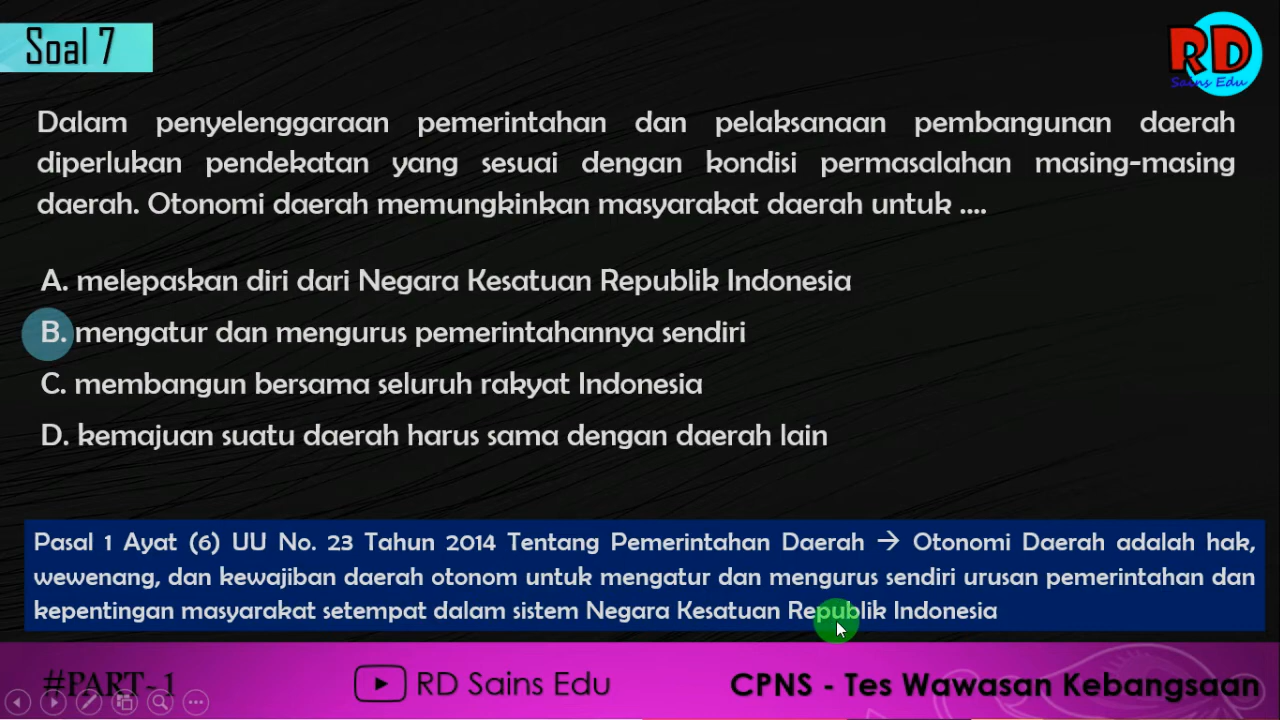 Soal 7
RD
Sains Edu
Dalam penyelenggaraan pemerintahan dan pelaksanaan pembangunan daerah
diperlukan pendekatan yang sesuai dengan kondisi permasalahan masing-masing
daerah. Otonomi daerah memungkinkan masyarakat daerah untuk ....
A. melepaskan diri dari Negara Kesatuan Republik Indonesia
B. mengatur dan mengurus pemerintahannya sendiri
C. membangun bersama seluruh rakyat Indonesia
D. kemajuan suatu daerah harus sama dengan daerah lain
Pasal 1 Ayat (6) UU No. 23 Tahun 2014 Tentang Pemerintahan Daerah → Otonomi Daerah adalah hak,
wewenang, dan kewajiban daerah otonom untuk mengatur dan mengurus sendiri urusan pemerintahan dan
kepentingan masyarakat setempat dalam sistem Negara Kesatuan Republik Indonesia
#PART-1 RD Sains Edu CPNS - Tes Wawasan Kebangsaan